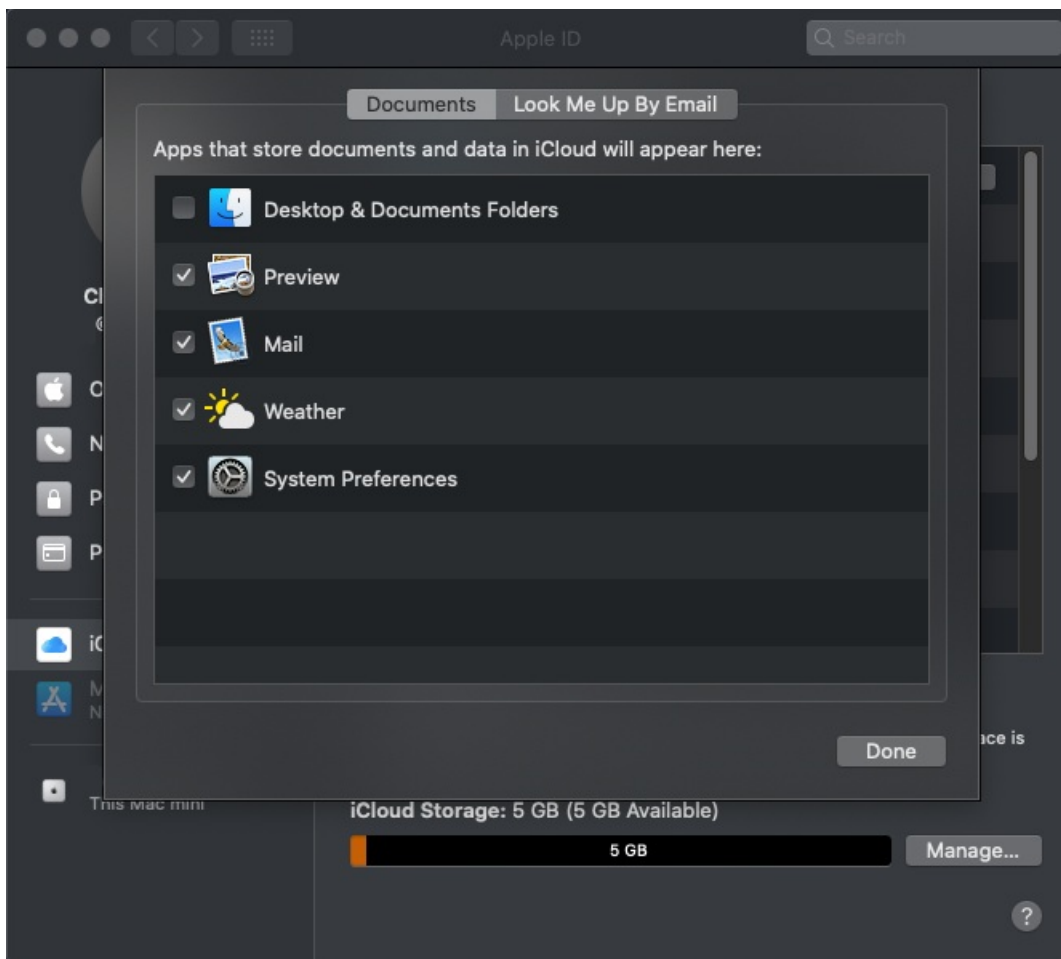 Apple ID
Search
Documents
Look Me Up By Email
Apps that store documents and data in iCloud will appear here:
Desktop & Documents Folders
Preview
Mail
Weather
System Preferences
Done
This Mac mini
is
iCloud Storage: 5 GB (5 GB Available)
5 GB
Manage...
?